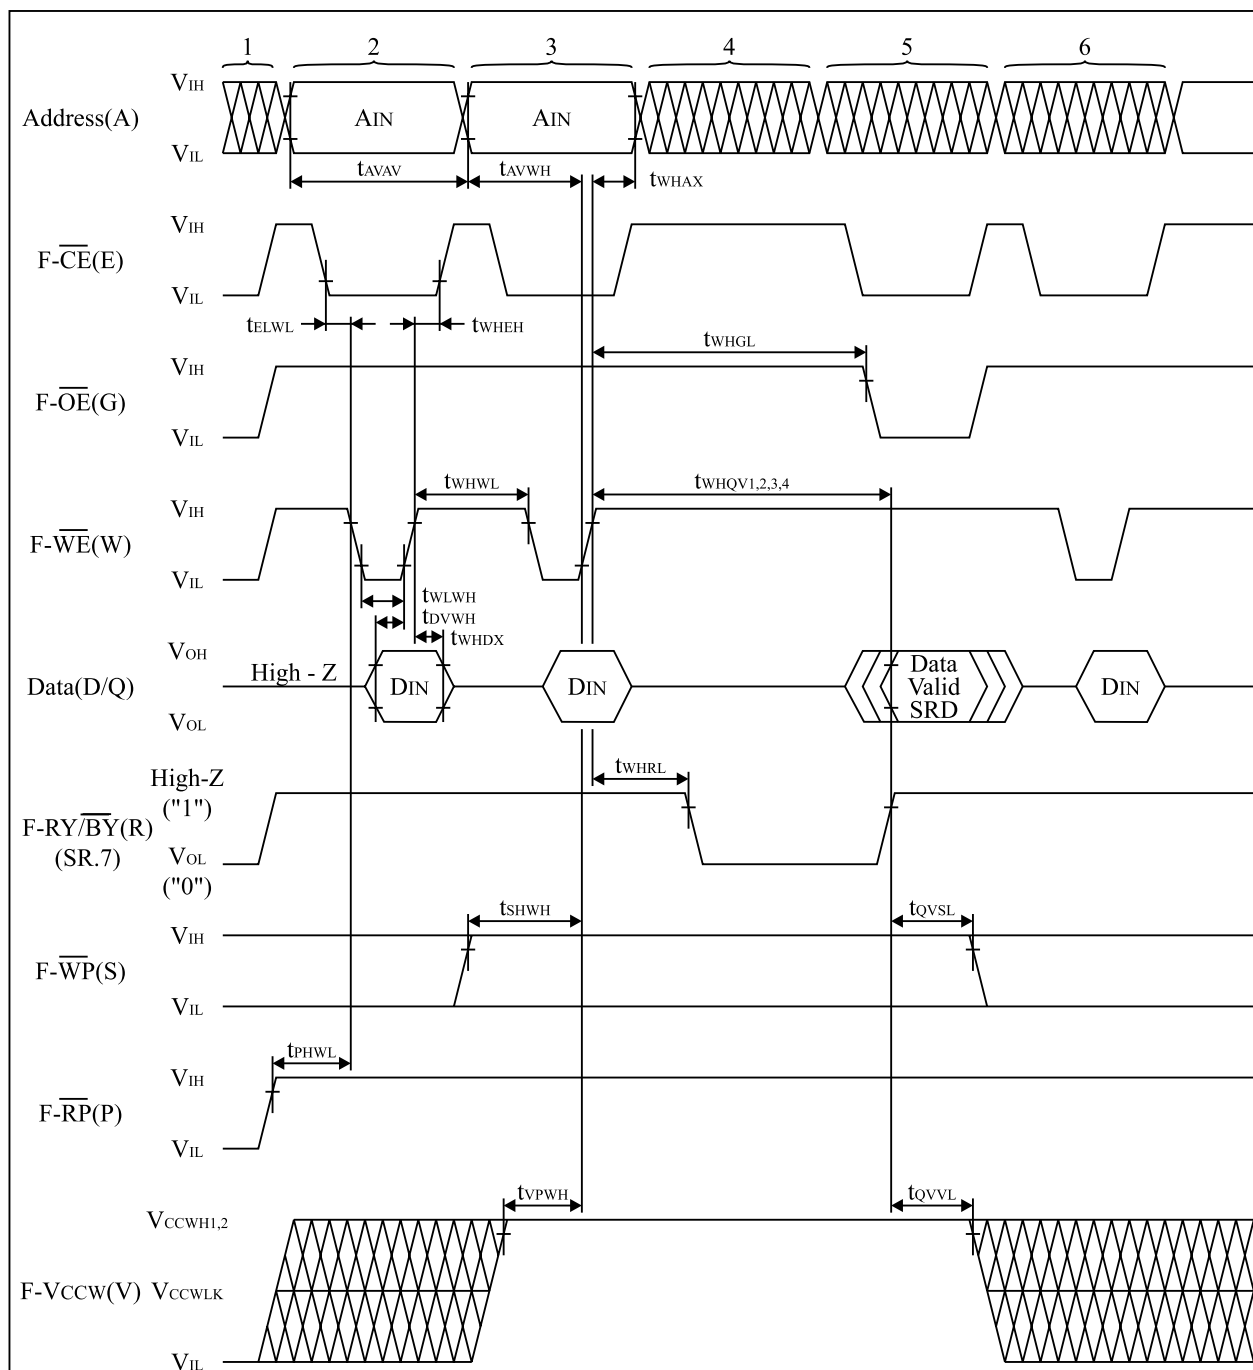 1 2 3 4 5 6
VIH
Address(A) AIN AIN
VIL
tAVAV tAVWH tWHAX
VIH
F-CE(E)
VIL
tELWL tWHEH
tWHGL
VIH
F-OE(G)
VIL
tWHWL tWHQV1,2,3,4
VIH
F-WE(W)
VIL
tWLWH
tDVWH
tWHDX
VOH
High - Z
Data(D/Q) DIN DIN Data Valid SRD DIN
VOL
High-Z
("1")
tWHRL
F-RY/BY(R)
(SR.7)
VOL
("0")
tSHWH tQVSL
VIH
F-WP(S)
VIL
tPHWL
VIH
F-RP(P)
VIL
tVPWH tQVVL
VCCWH1,2
F-VCCW(V) VCCWLK
VIL